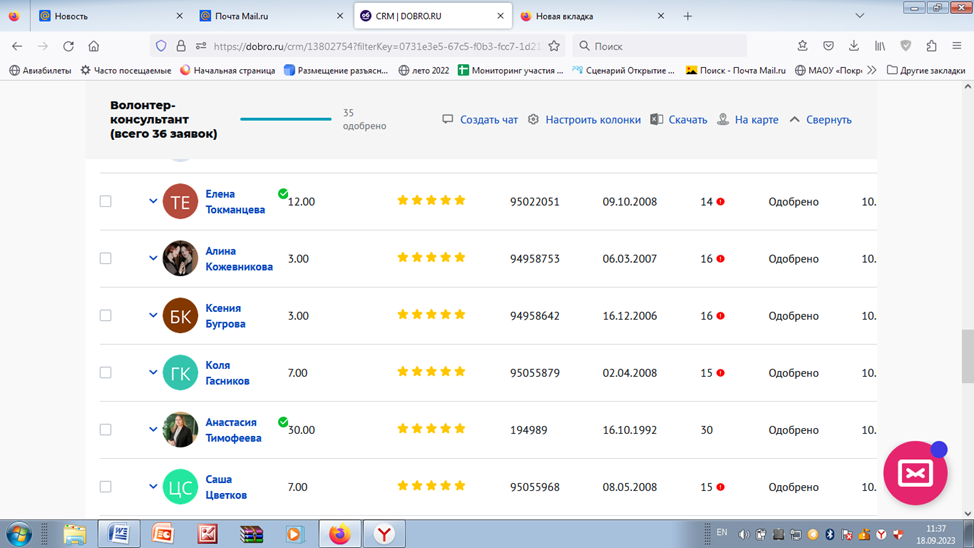 Новость
Почта Mail.ru
CRM | DOBRO.RU
Новая вкладка
https://dobro.ru/crm/13802754?filterKey=0731e3e5-67c5-f0b3-fcc7-1d21
Поиск
Авиабилеты
Часто посещаемые
Начальная страница
Размещение разъясн...
лето 2022
Мониторинг участия ...
Сценарий Открытие ...
Поиск - Почта Mail.ru
МАОУ «Покр
Другие закладки
Волонтер-
консультант
(всего 36 заявок)
35
одобрено
Создать чат
Настроить колонки
Скачать
На карте
Свернуть
ТЕ Елена Токманцева 12.00 95022051 09.10.2008 14 Одобрено 10.
Алина Кожевникова 3.00 94958753 06.03.2007 16 Одобрено 10.
БК Ксения Бугрова 3.00 94958642 16.12.2006 16 Одобрено 10.
ГК Коля Гасников 7.00 95055879 02.04.2008 15 Одобрено 10.
Анастасия Тимофеева 30.00 194989 16.10.1992 30 Одобрено 10.
ЦС Саша Цветков 7.00 95055968 08.05.2008 15 Одобрено 10.
EN
11:37
18.09.2023